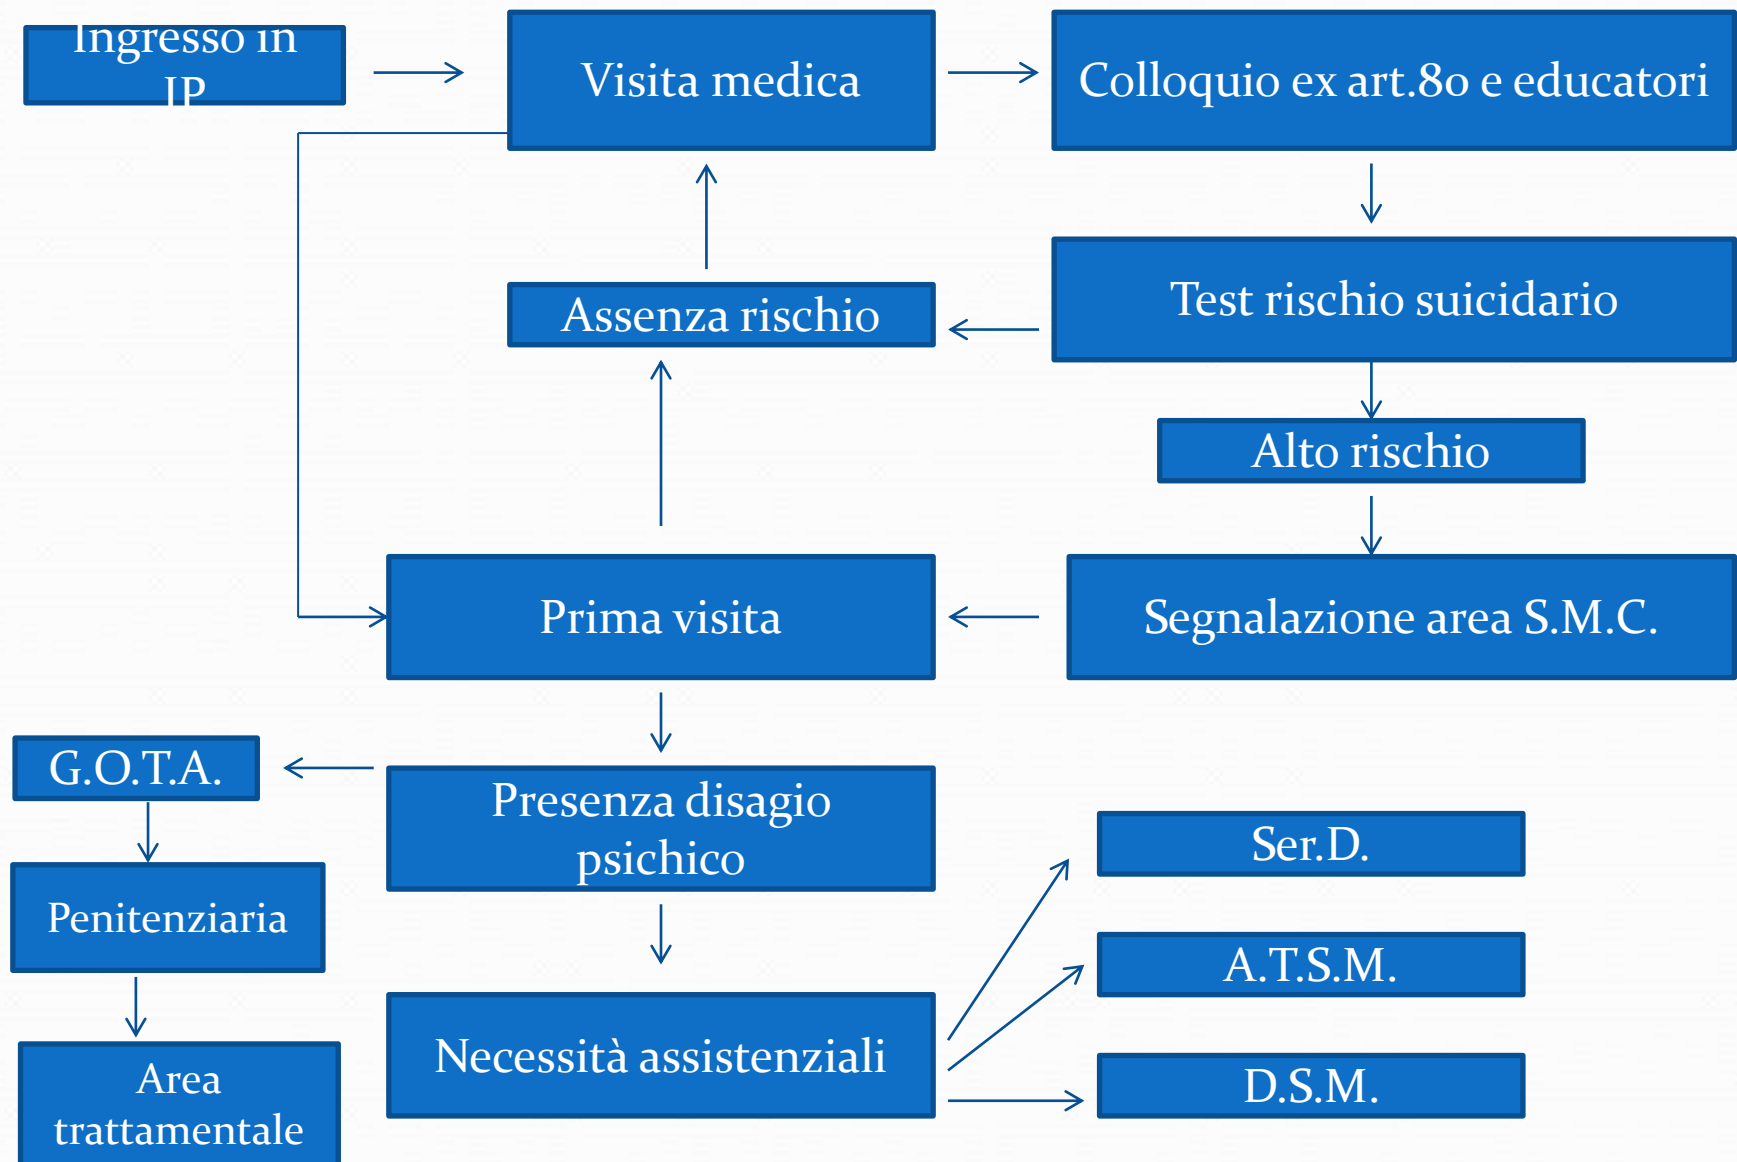 Ingresso in
IP
Visita medica
Colloquio ex art.80 e educatori
Assenza rischio
Test rischio suicidario
Alto rischio
Prima visita
Segnalazione area S.M.C.
G.O.T.A.
Presenza disagio
psichico
Ser.D.
Penitenziaria
A.T.S.M.
Necessità assistenziali
D.S.M.
Area
trattamentale